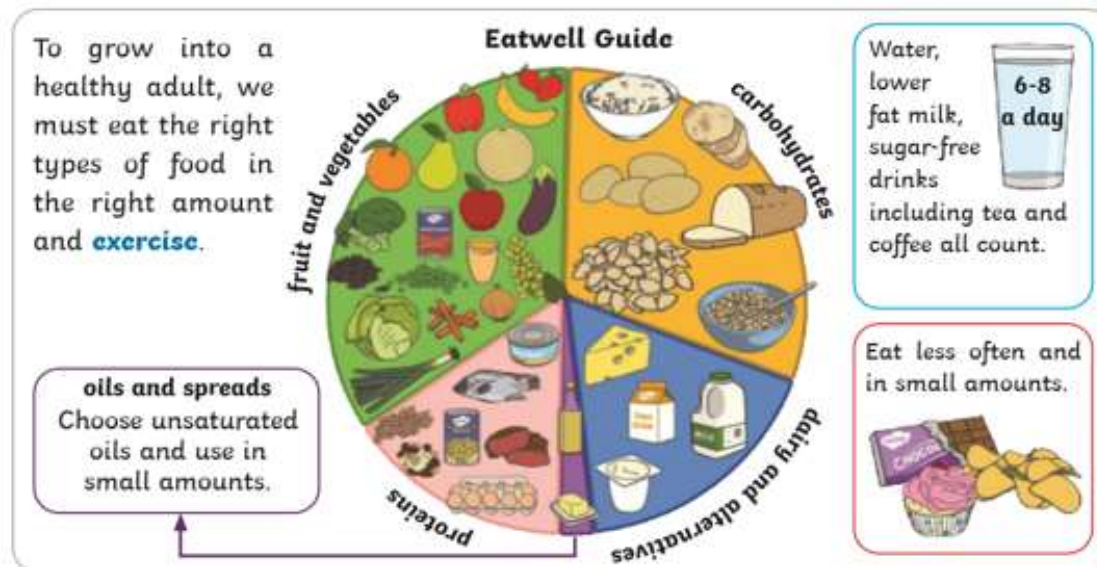 Eatwell Guide
To grow into a
healthy adult, we
must eat the right
types of food in
the right amount
and exercise.
fruit and vegetables
carbohydrates
proteins
dairy and alternatives
oils and spreads
Choose unsaturated
oils and use in
small amounts.
Water,
lower
fat milk,
sugar-free
drinks
including tea and
coffee all count.
6-8
a day
Eat less often and
in small amounts.